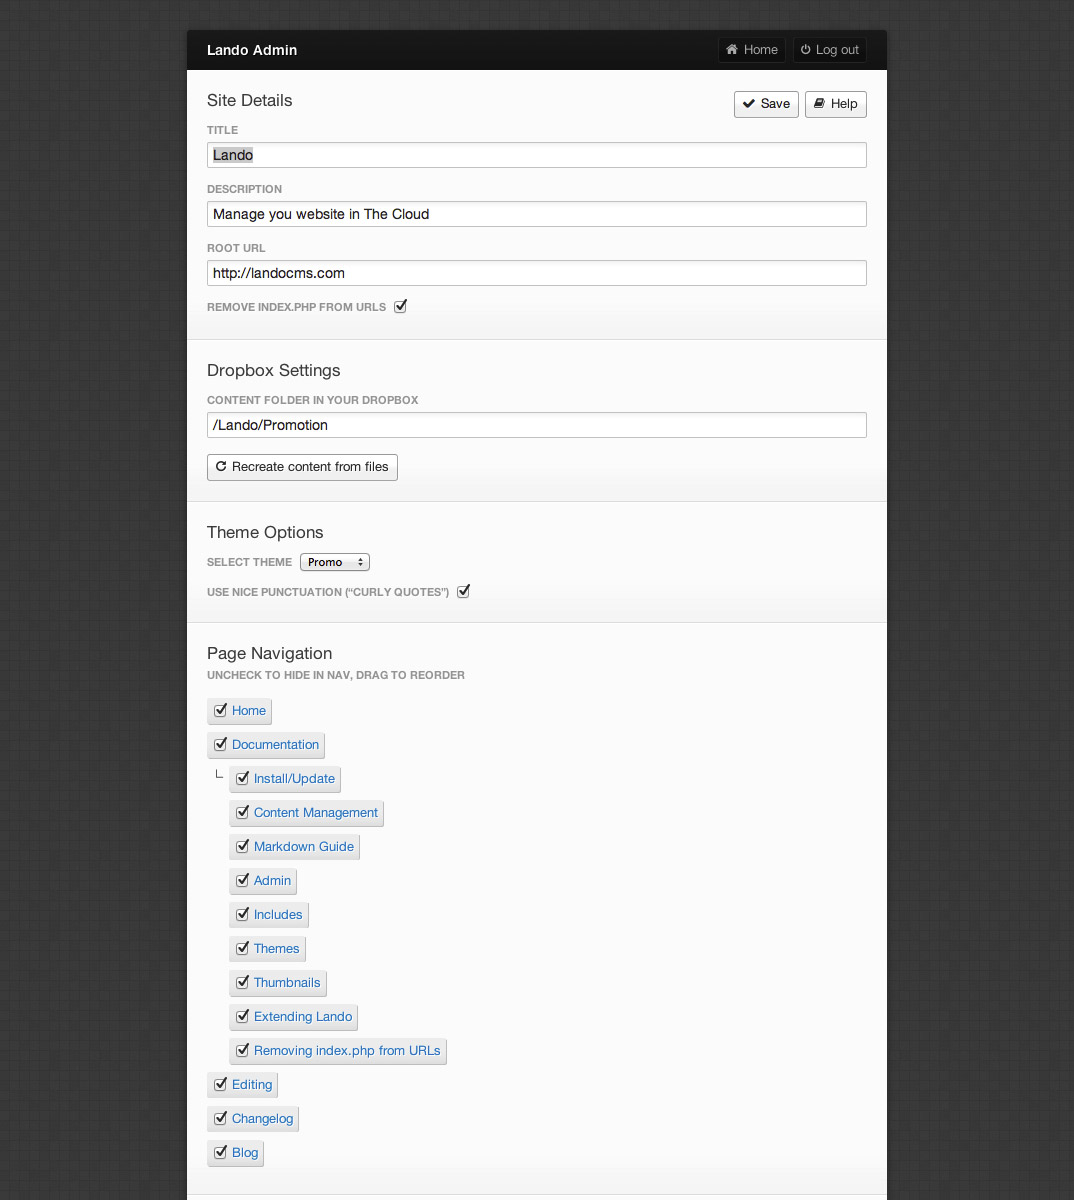 Lando Admin
Home
Log out
Site Details
Save
Help
TITLE
Lando
DESCRIPTION
Manage you website in The Cloud
ROOT URL
http://landocms.com
REMOVE INDEX.PHP FROM URLS
Dropbox Settings
CONTENT FOLDER IN YOUR DROPBOX
/Lando/Promotion
Recreate content from files
Theme Options
SELECT THEME Promo
USE NICE PUNCTUATION (“CURLY QUOTES”)
Page Navigation
UNCHECK TO HIDE IN NAV, DRAG TO REORDER
Home
Documentation
Install/Update
Content Management
Markdown Guide
Admin
Includes
Themes
Thumbnails
Extending Lando
Removing index.php from URLs
Editing
Changelog
Blog